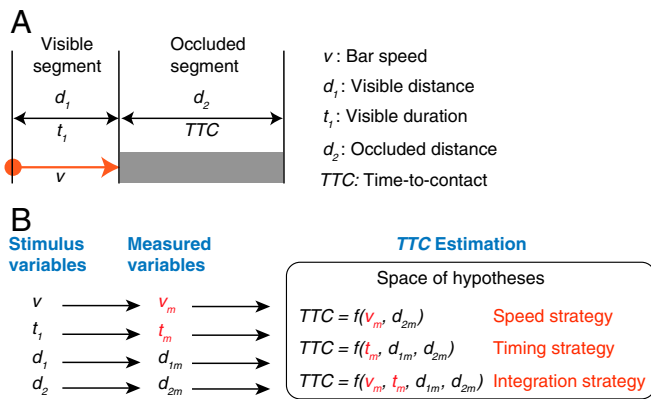 A
Visible segment
Occluded segment
d1
d2
t1
TTC
v
v: Bar speed
d1: Visible distance
t1: Visible duration
d2: Occluded distance
TTC: Time-to-contact
B
Stimulus variables
Measured variables
TTC Estimation
Space of hypotheses
v
vm
TTC = f(vm, d2m) Speed strategy
t1
tm
TTC = f(tm, d1m, d2m) Timing strategy
d1
d1m
TTC = f(vm, tm, d1m, d2m) Integration strategy
d2
d2m